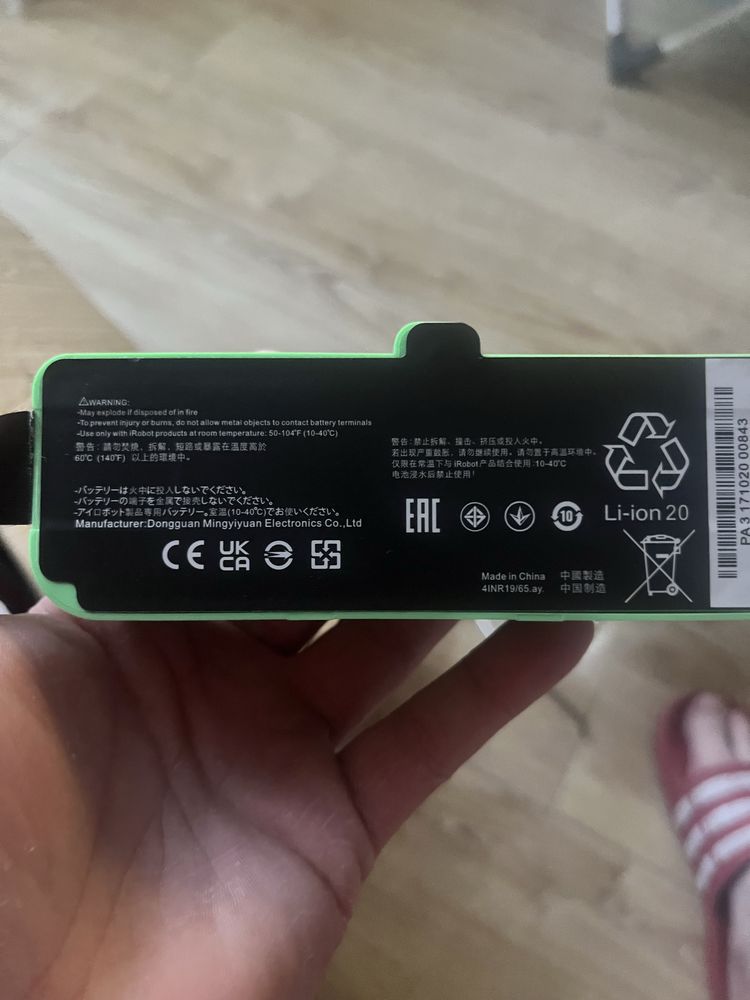 ⚠WARNING:
-May explode if disposed of in fire
-To prevent injury or burns, do not allow metal objects to contact battery terminals
-Use only with iRobot products at room temperature: 50-104°F (10-40℃)
警告: 請勿焚燒、拆解、短路或暴露在溫度高於
60℃ (140℉) 以上的環境中。
-バッテリーは火中に投入しないでください。
-バッテリーの端子を金属で接売しないでください。
-アイロボット製品専用バッテリー。室温(10-40℃)でお使いください。
Manufacturer:Dongguan Mingyiyuan Electronics Co.,Ltd
CE UK CA
警告: 禁止拆解、撞击、挤压或投入火中。
若出现严重鼓胀、请勿继续使用。请勿置于高温环境中。
仅限在常温下与 iRobot产品结合使用:10-40℃
电池浸水后禁止使用!
EAC
10
Made in China 中國製造
4INR19/65.ay. 中国制造
Li-ion 20
PA 3 171020 00843